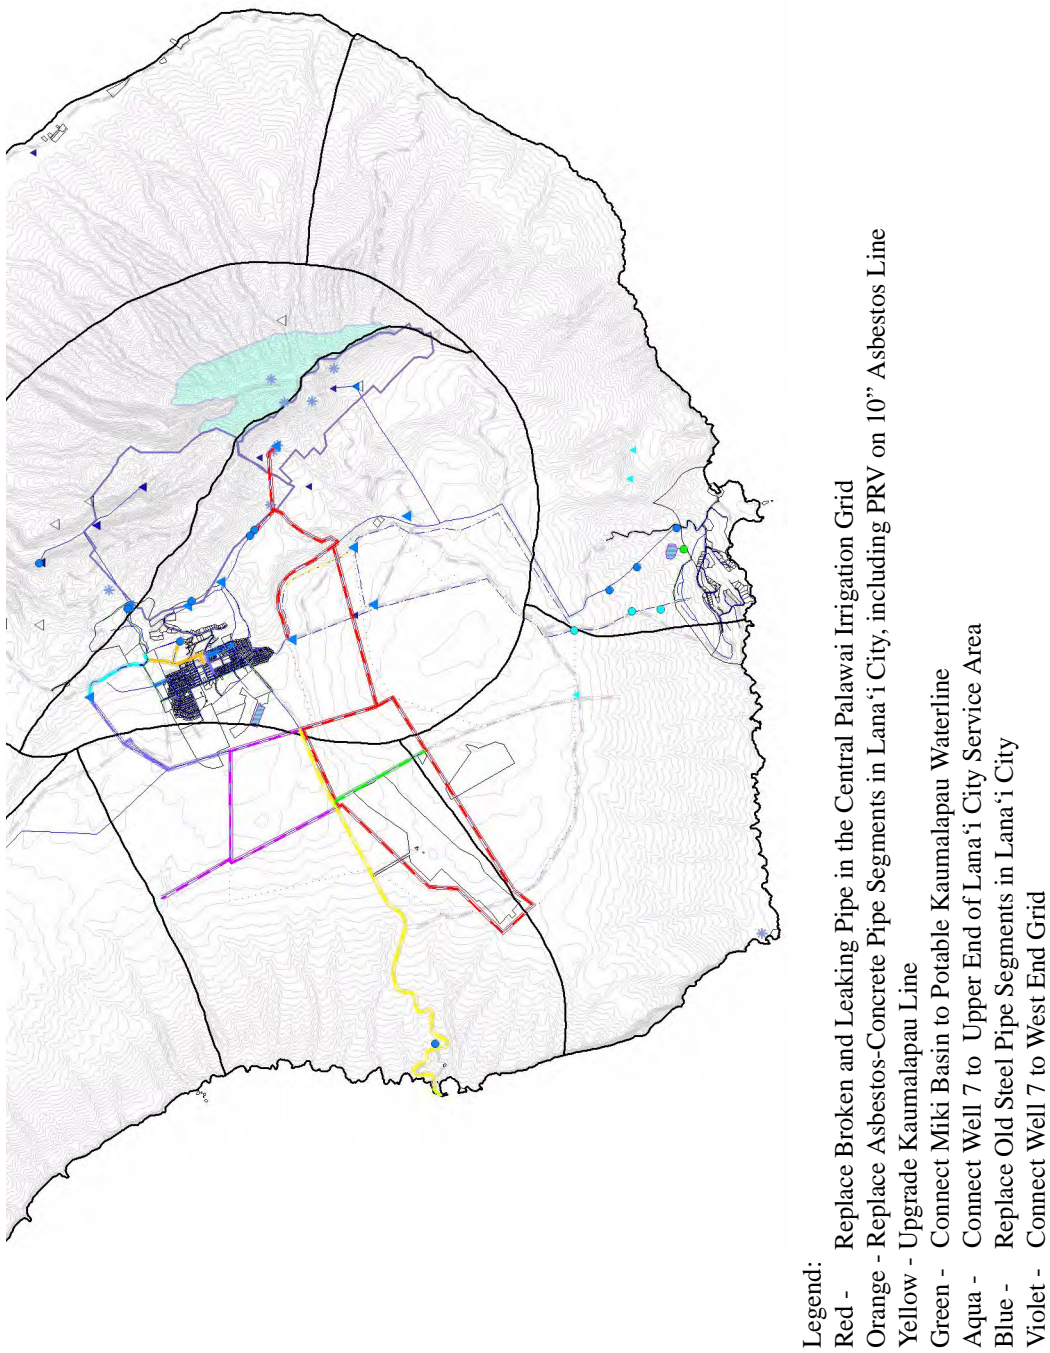 Legend:
Red - Replace Broken and Leaking Pipe in the Central Palawai Irrigation Grid
Orange - Replace Asbestos-Concrete Pipe Segments in Lana‘i City, including PRV on 10” Asbestos Line
Yellow - Upgrade Kaumalapau Line
Green - Connect Miki Basin to Potable Kaumalapau Waterline
Aqua - Connect Well 7 to Upper End of Lana‘i City Service Area
Blue - Replace Old Steel Pipe Segments in Lana‘i City
Violet - Connect Well 7 to West End Grid